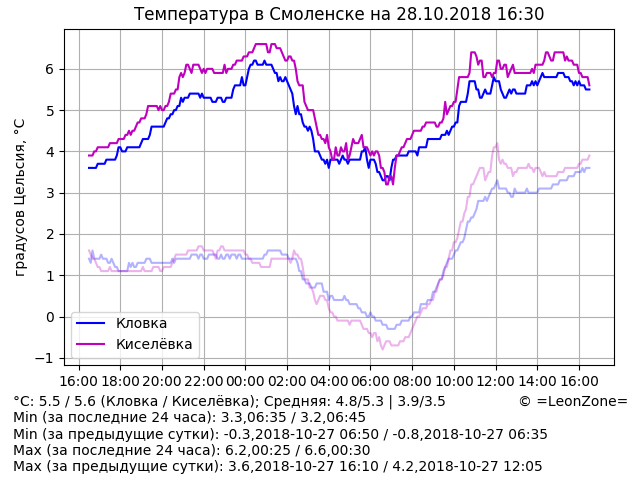 Температура в Смоленске на 28.10.2018 16:30
градусов Цельсия, °C
6
5
4
3
2
1
0
−1
Кловка
Киселёвка
16:00 18:00 20:00 22:00 00:00 02:00 04:00 06:00 08:00 10:00 12:00 14:00 16:00
°C: 5.5 / 5.6 (Кловка / Киселёвка); Средняя: 4.8/5.3 | 3.9/3.5 © =LeonZone=
Min (за последние 24 часа): 3.3,06:35 / 3.2,06:45
Min (за предыдущие сутки): -0.3,2018-10-27 06:50 / -0.8,2018-10-27 06:35
Max (за последние 24 часа): 6.2,00:25 / 6.6,00:30
Max (за предыдущие сутки): 3.6,2018-10-27 16:10 / 4.2,2018-10-27 12:05